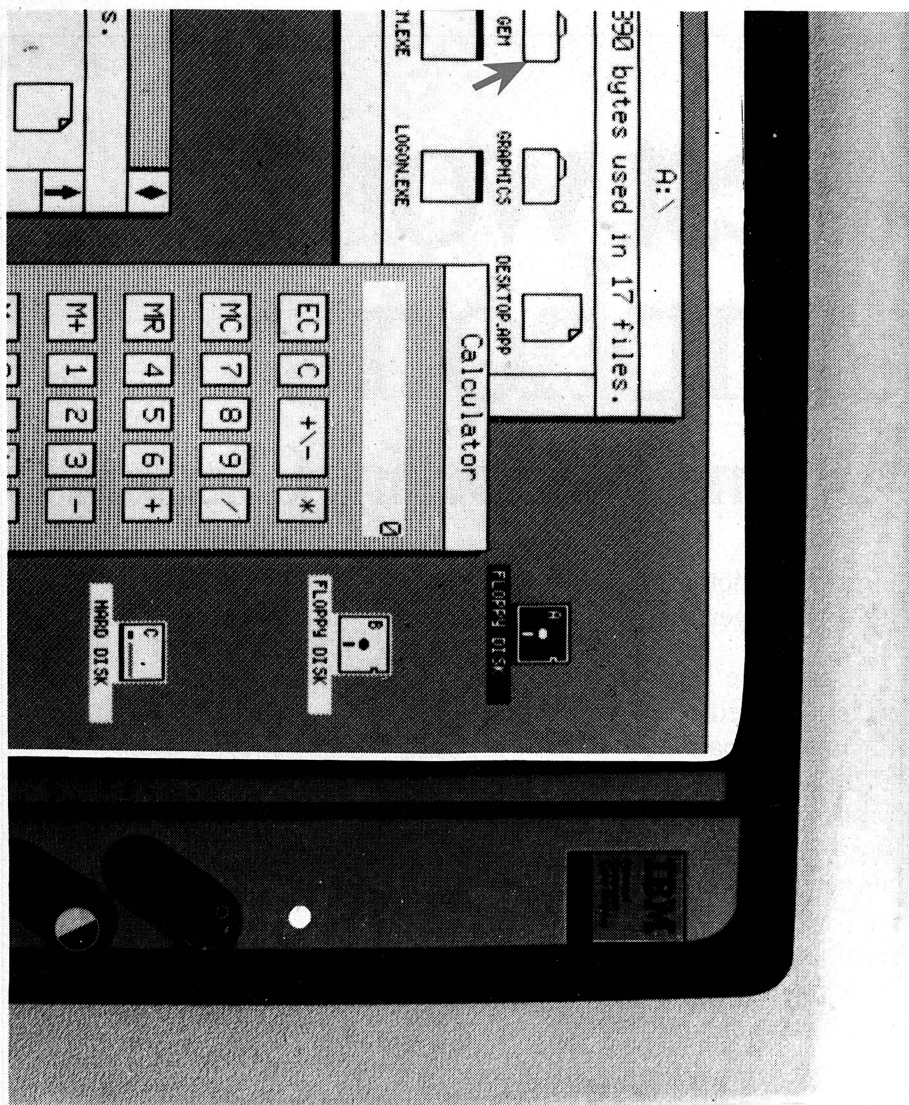 A:\
390 bytes used in 17 files.
GEM GRAPHICS DESKTOP.APP
LOGON.EXE
s.
Calculator
0
EC C +\- *
MC 7 8 9 /
MR 4 5 6 +
M+ 1 2 3 -
A
FLOPPY DISK
B
FLOPPY DISK
C
HARD DISK
IBM